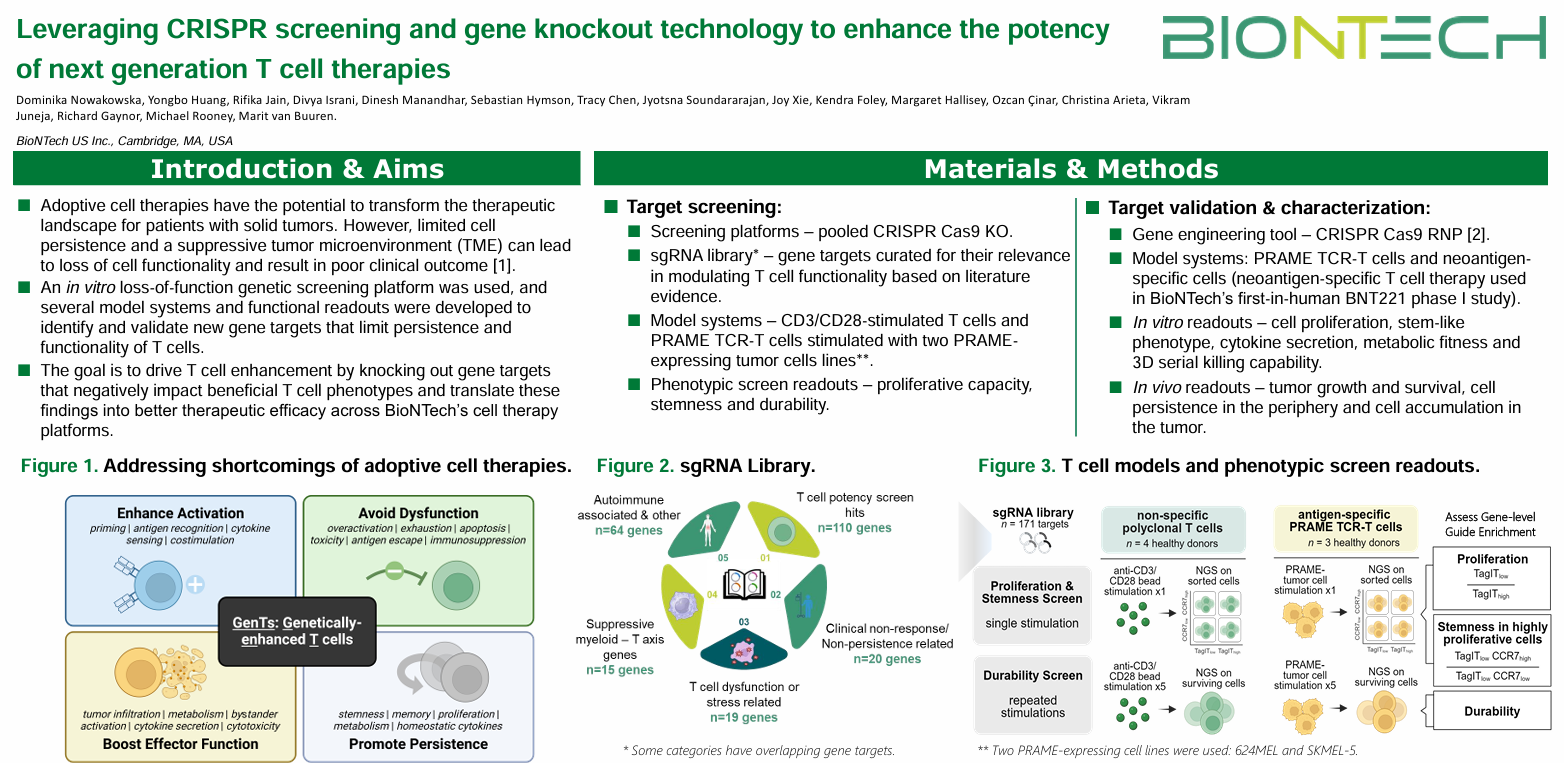 Leveraging CRISPR screening and gene knockout technology to enhance the potency
of next generation T cell therapies
BIONTECH
Dominika Nowakowska, Yongbo Huang, Rifika Jain, Divya Israni, Dinesh Manandhar, Sebastian Hymson, Tracy Chen, Jyotsna Soundararajan, Joy Xie, Kendra Foley, Margaret Hallisey, Ozcan Çinar, Christina Arieta, Vikram
Juneja, Richard Gaynor, Michael Rooney, Marit van Buuren.
BioNTech US Inc., Cambridge, MA, USA
Introduction & Aims
Adoptive cell therapies have the potential to transform the therapeutic
landscape for patients with solid tumors. However, limited cell
persistence and a suppressive tumor microenvironment (TME) can lead
to loss of cell functionality and result in poor clinical outcome [1].
An in vitro loss-of-function genetic screening platform was used, and
several model systems and functional readouts were developed to
identify and validate new gene targets that limit persistence and
functionality of T cells.
The goal is to drive T cell enhancement by knocking out gene targets
that negatively impact beneficial T cell phenotypes and translate these
findings into better therapeutic efficacy across BioNTech's cell therapy
platforms.
Materials & Methods
Target screening:
Screening platforms – pooled CRISPR Cas9 KO.
sgRNA library* – gene targets curated for their relevance
in modulating T cell functionality based on literature
evidence.
Model systems – CD3/CD28-stimulated T cells and
PRAME TCR-T cells stimulated with two PRAME-
expressing tumor cells lines**.
Phenotypic screen readouts – proliferative capacity,
stemness and durability.
Target validation & characterization:
Gene engineering tool – CRISPR Cas9 RNP [2].
Model systems: PRAME TCR-T cells and neoantigen-
specific cells (neoantigen-specific T cell therapy used
in BioNTech's first-in-human BNT221 phase I study).
In vitro readouts – cell proliferation, stem-like
phenotype, cytokine secretion, metabolic fitness and
3D serial killing capability.
In vivo readouts – tumor growth and survival, cell
persistence in the periphery and cell accumulation in
the tumor.
Figure 1. Addressing shortcomings of adoptive cell therapies.
Enhance Activation
priming | antigen recognition | cytokine
sensing | costimulation
Avoid Dysfunction
overactivation | exhaustion | apoptosis |
toxicity | antigen escape | immunosuppression
GenTs: Genetically-
enhanced T cells
tumor infiltration | metabolism | bystander
activation | cytokine secretion | cytotoxicity
Boost Effector Function
stemness | memory | proliferation |
metabolism | homeostatic cytokines
Promote Persistence
Figure 2. sgRNA Library.
Autoimmune
associated & other
n=64 genes
T cell potency screen
hits
n=110 genes
05
01
04
02
03
Suppressive
myeloid – T axis
genes
n=15 genes
Clinical non-response/
Non-persistence related
n=20 genes
T cell dysfunction or
stress related
n=19 genes
* Some categories have overlapping gene targets.
Figure 3. T cell models and phenotypic screen readouts.
sgRNA library
n = 171 targets
non-specific
polyclonal T cells
n = 4 healthy donors
antigen-specific
PRAME TCR-T cells
n = 3 healthy donors
Assess Gene-level
Guide Enrichment
Proliferation &
Stemness Screen
single stimulation
anti-CD3/
CD28 bead
stimulation x1
NGS on
sorted cells
CCR7low CCR7high
TagITlow TagIThigh
PRAME-
tumor cell
stimulation x1
NGS on
sorted cells
CCR7low CCR7high
TagITlow TagIThigh
Proliferation
TagITlow
TagIThigh
Stemness in highly
proliferative cells
TagITlow CCR7high
TagITlow CCR7low
Durability Screen
repeated
stimulations
anti-CD3/
CD28 bead
stimulation x5
NGS on
surviving cells
PRAME-
tumor cell
stimulation x5
NGS on
surviving cells
Durability
** Two PRAME-expressing cell lines were used: 624MEL and SKMEL-5.